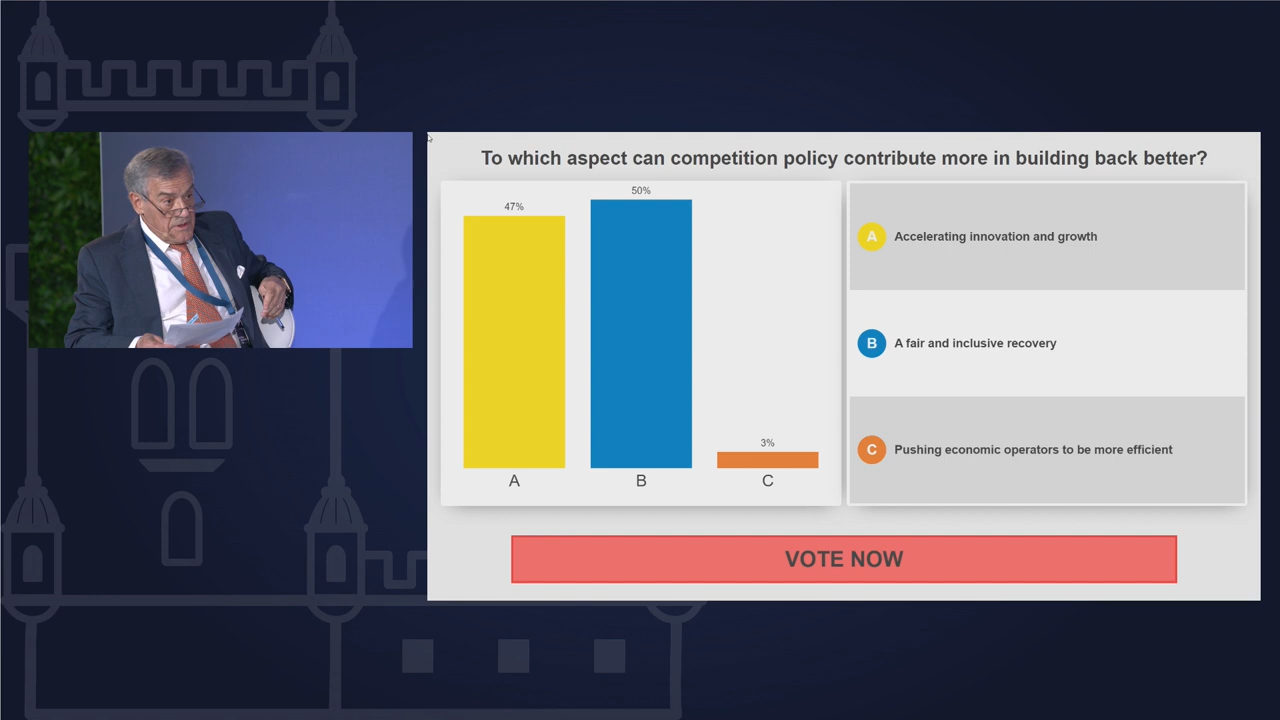 To which aspect can competition policy contribute more in building back better?
47%
50%
3%
A
B
C
A Accelerating innovation and growth
B A fair and inclusive recovery
C Pushing economic operators to be more efficient
VOTE NOW